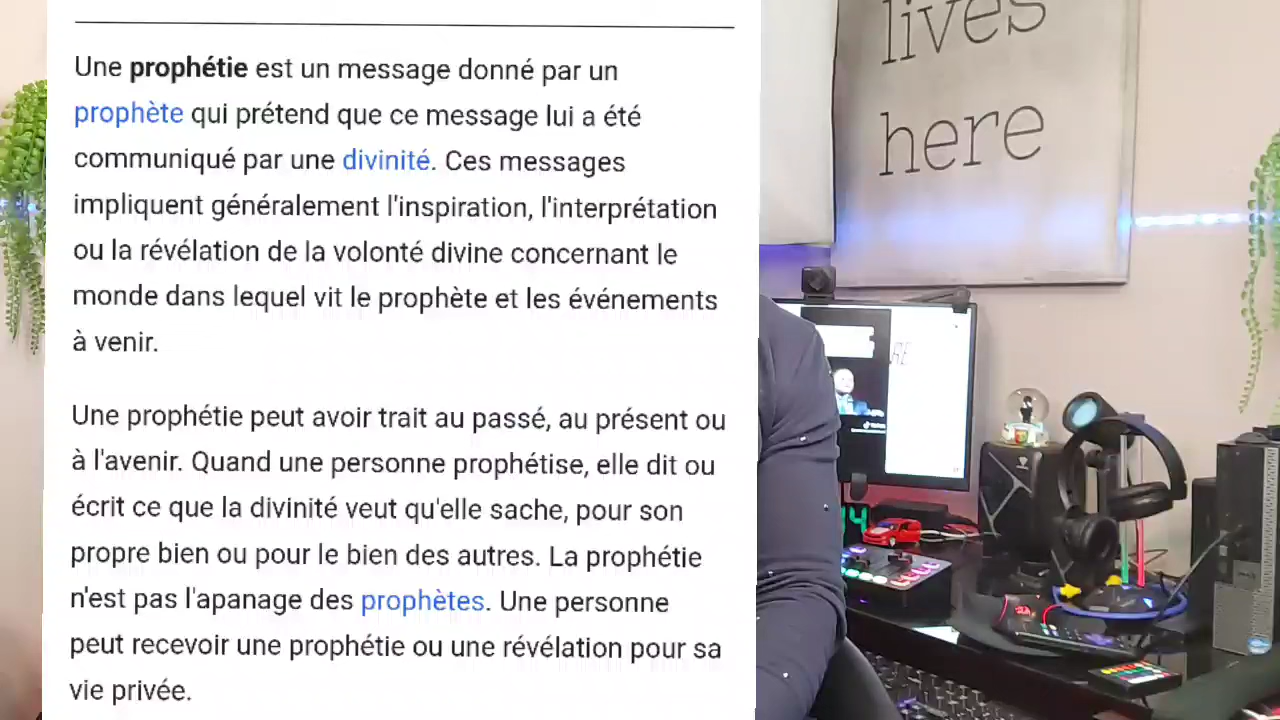 Une prophétie est un message donné par un
prophète qui prétend que ce message lui a été
communiqué par une divinité. Ces messages
impliquent généralement l'inspiration, l'interprétation
ou la révélation de la volonté divine concernant le
monde dans lequel vit le prophète et les événements
à venir.
Une prophétie peut avoir trait au passé, au présent ou
à l'avenir. Quand une personne prophétise, elle dit ou
écrit ce que la divinité veut qu'elle sache, pour son
propre bien ou pour le bien des autres. La prophétie
n'est pas l'apanage des prophètes. Une personne
peut recevoir une prophétie ou une révélation pour sa
vie privée.
lives
here